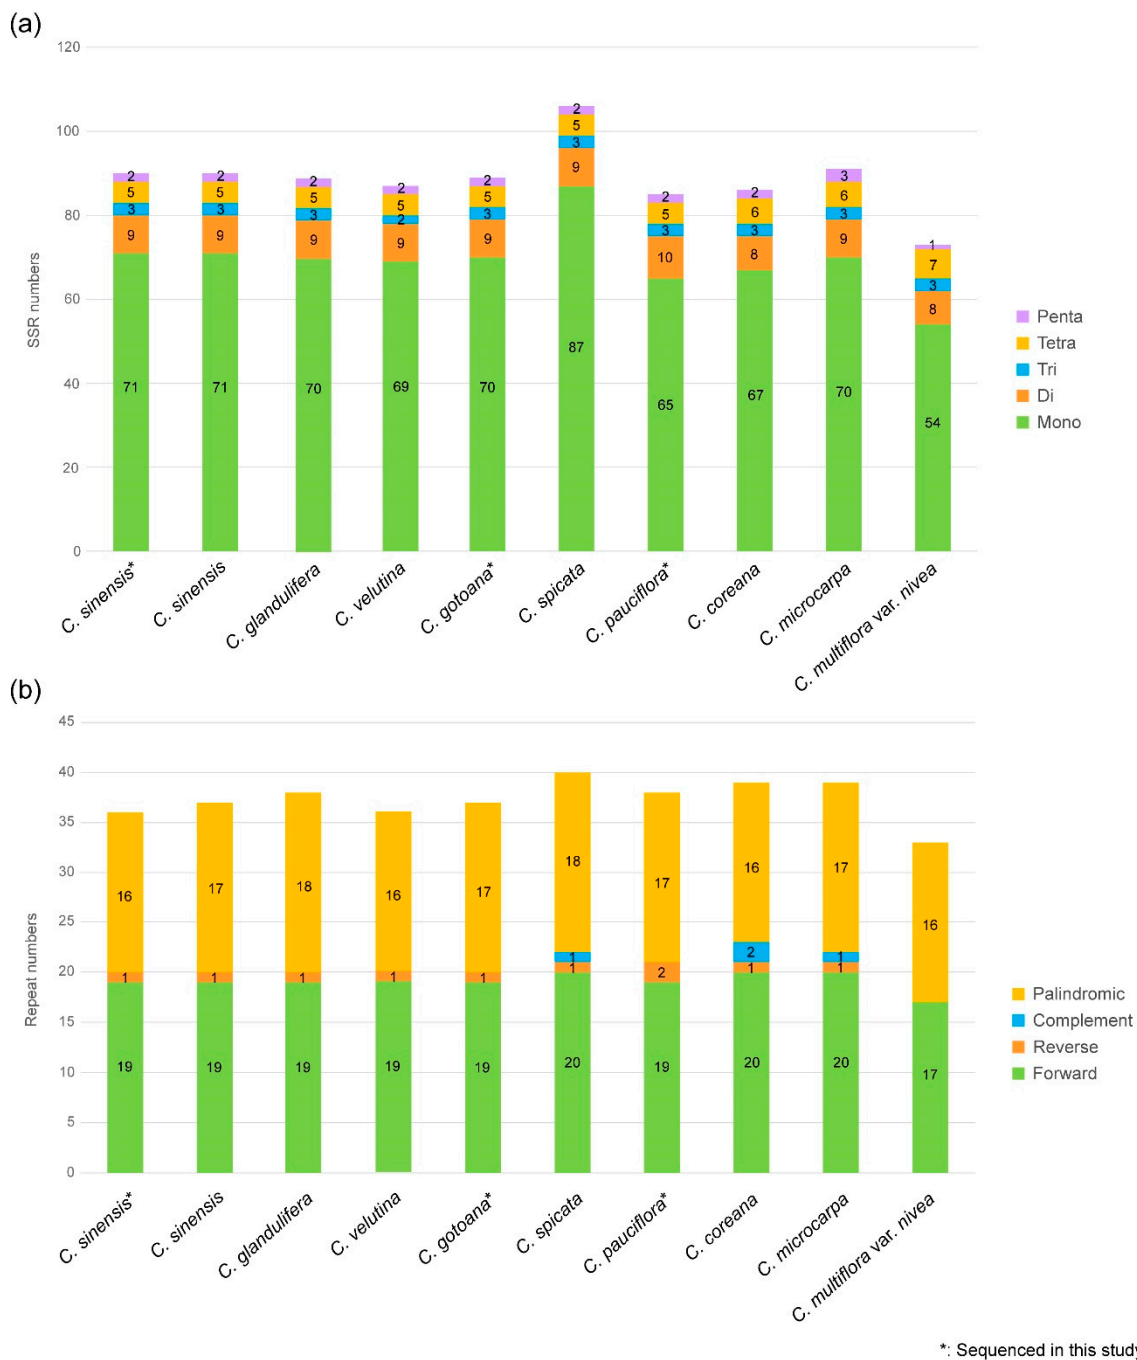 (a)
120
100
80
60
40
20
0
SSR numbers
2 2 2 2 2 2 2 2 3 1
5 5 5 5 5 5 5 6 6 7
3 3 3 2 3 3 3 3 3 3
9 9 9 9 9 9 10 8 9 8
71 71 70 69 70 87 65 67 70 54
Penta
Tetra
Tri
Di
Mono
C. sinensis*
C. sinensis
C. glandulifera
C. velutina
C. gotoana*
C. spicata
C. pauciflora*
C. coreana
C. microcarpa
C. multiflora var. nivea
(b)
45
40
35
30
25
20
15
10
5
0
Repeat numbers
16 17 18 16 17 18 17 16 17 16
1 2 1
1 1 1 1 1 1 2 1 1
19 19 19 19 19 20 19 20 20 17
Palindromic
Complement
Reverse
Forward
C. sinensis*
C. sinensis
C. glandulifera
C. velutina
C. gotoana*
C. spicata
C. pauciflora*
C. coreana
C. microcarpa
C. multiflora var. nivea
*: Sequenced in this study